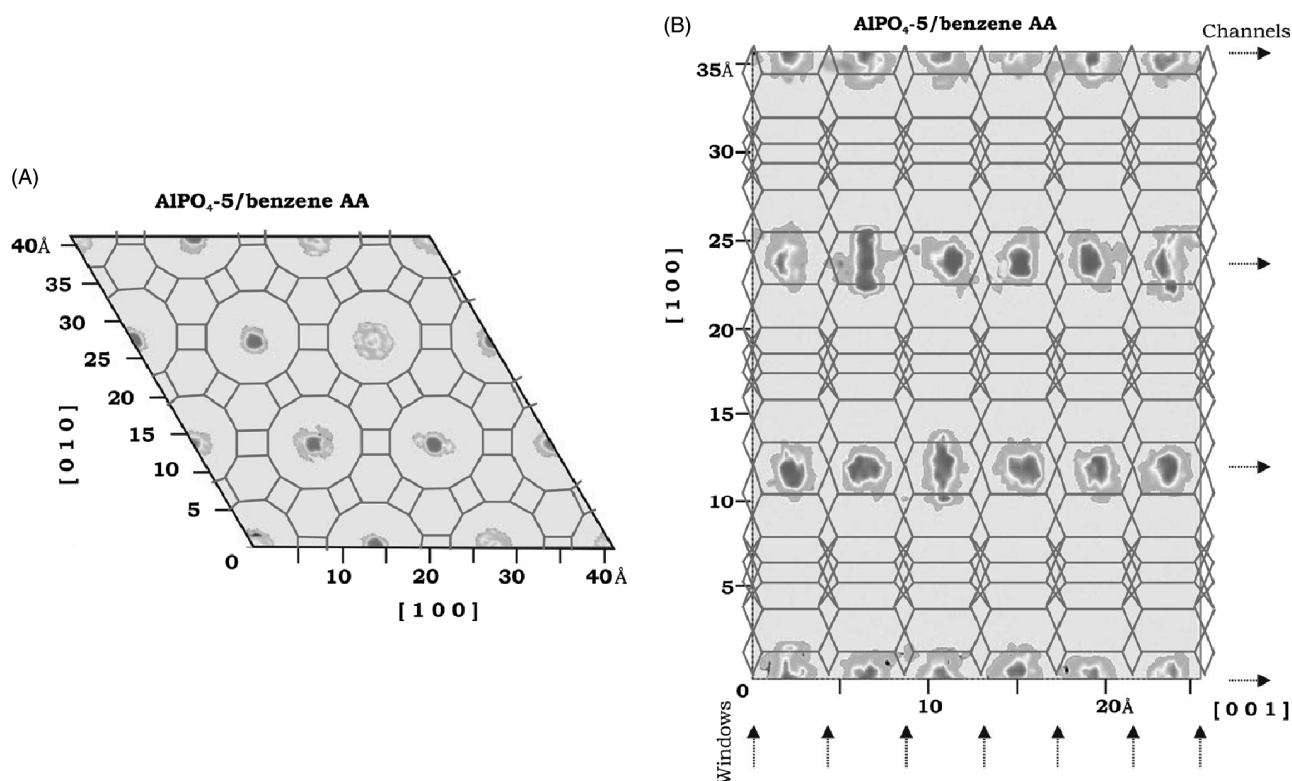 (A)
AlPO₄-5/benzene AA
40Å
35
30
25
20
15
10
5
0
[ 0 1 0 ]
10 20 30 40Å
[ 1 0 0 ]
(B)
AlPO₄-5/benzene AA
Channels
35Å
30
25
20
15
10
5
0
[ 1 0 0 ]
10 20Å
[ 0 0 1 ]
Windows